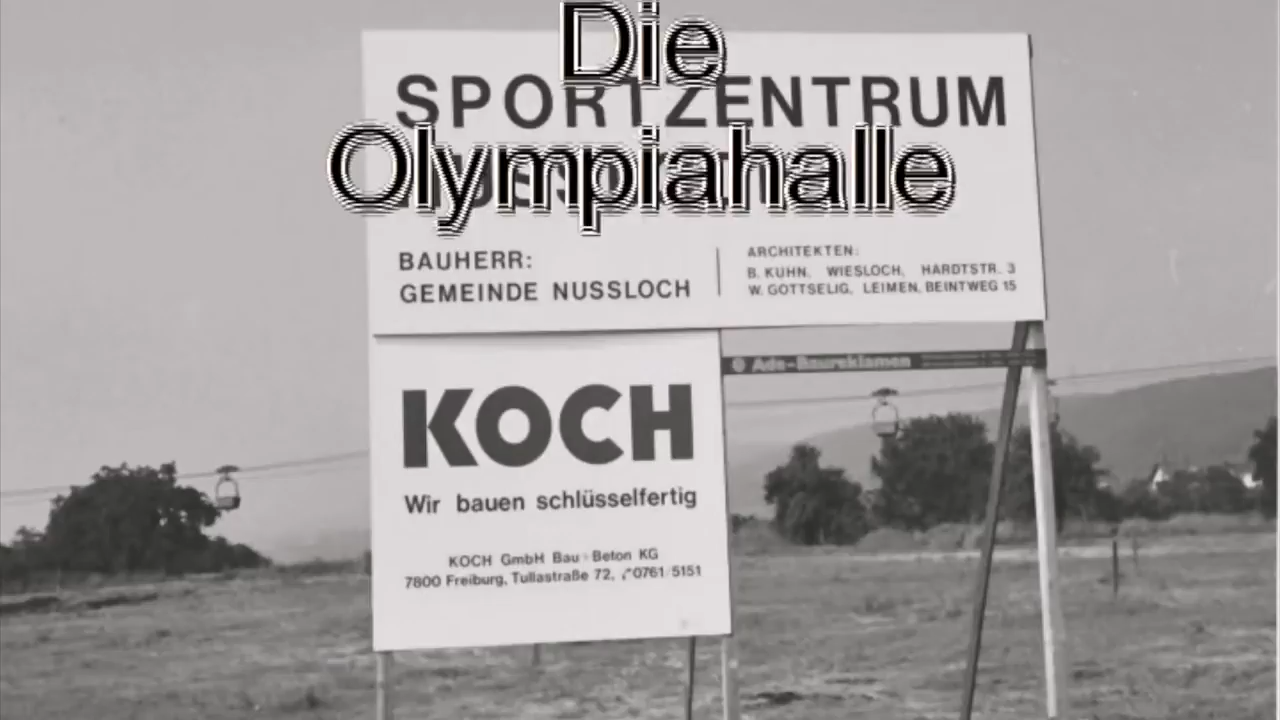 Die
Olympiahalle
SPORTZENTRUM
BAUHERR:
GEMEINDE NUSSLOCH
ARCHITEKTEN:
B. KUHN, WIESLOCH, HARDTSTR. 3
W. GOTTSELIG, LEIMEN, BEINTWEG 15
Ads-Baureklamen
KOCH
Wir bauen schlüsselfertig
KOCH GmbH Bau + Beton KG
7800 Freiburg, Tullastraße 72, 0761/5151